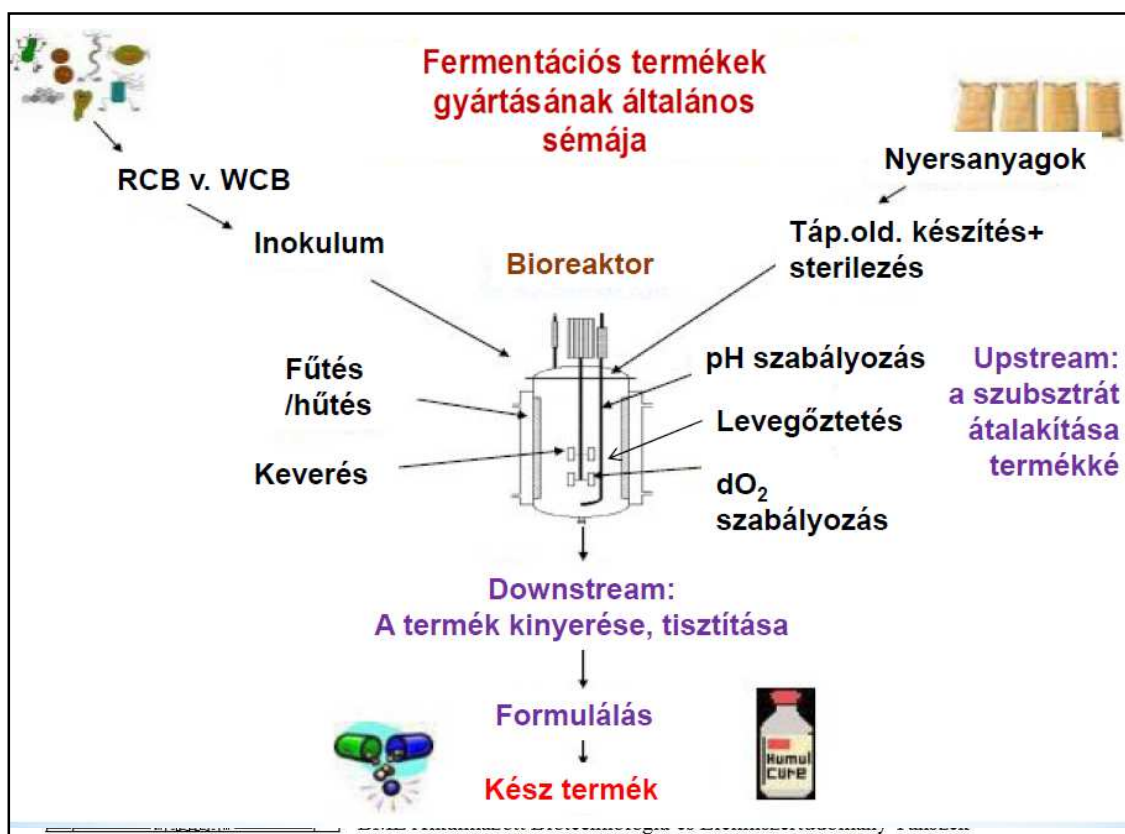 Fermentációs termékek
gyártásának általános
sémája
RCB v. WCB
Nyersanyagok
Inokulum
Táp.old. készítés+
sterilezés
Bioreaktor
Fűtés
/hűtés
Keverés
pH szabályozás
Levegőztetés
dO₂
szabályozás
Upstream:
a szubsztrát
átalakítása
termékké
Downstream:
A termék kinyerése, tisztítása
Formulálás
Humul
CURE
Kész termék